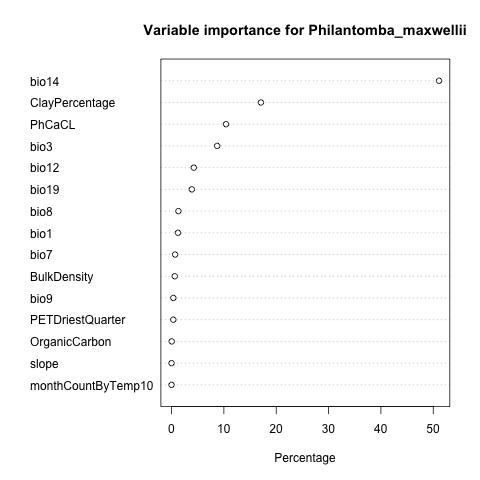 Variable importance for Philantomba_maxwellii
bio14
ClayPercentage
PhCaCL
bio3
bio12
bio19
bio8
bio1
bio7
BulkDensity
bio9
PETDriestQuarter
OrganicCarbon
slope
monthCountByTemp10
0 10 20 30 40 50
Percentage